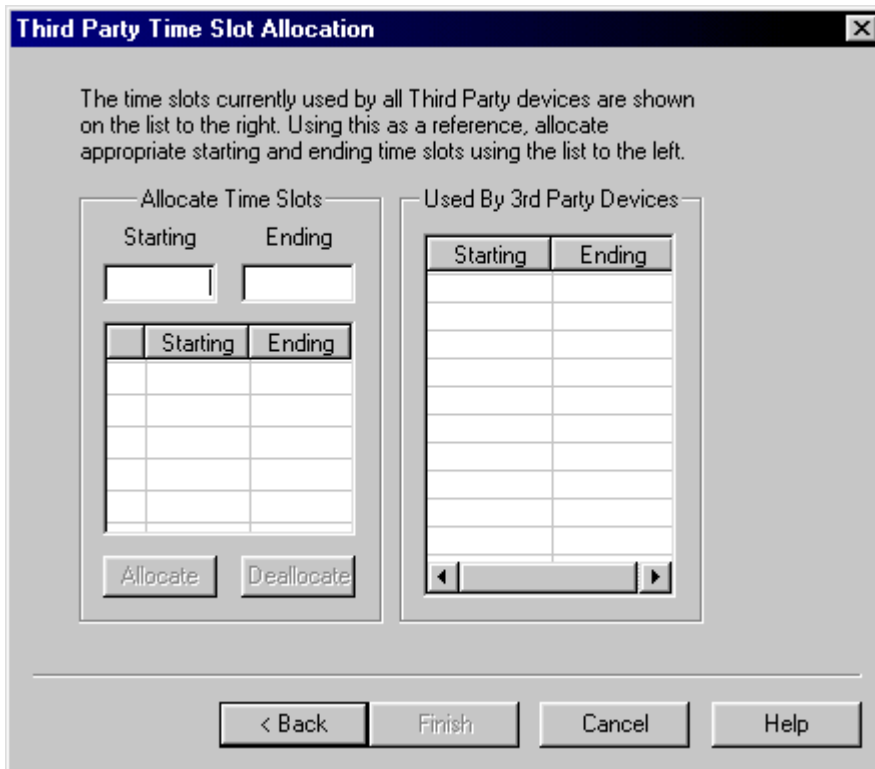 Third Party Time Slot Allocation
The time slots currently used by all Third Party devices are shown
on the list to the right. Using this as a reference, allocate
appropriate starting and ending time slots using the list to the left.
Allocate Time Slots
Starting Ending
Starting Ending
Allocate Deallocate
Used By 3rd Party Devices
Starting Ending
< Back Finish Cancel Help